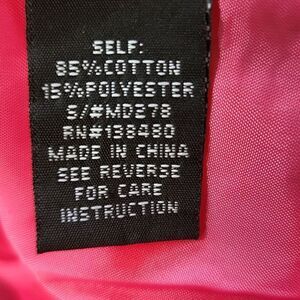 SELF:
85%COTTON
15%POLYESTER
S/#MD278
RN#138480
MADE IN CHINA
SEE REVERSE
FOR CARE
INSTRUCTION